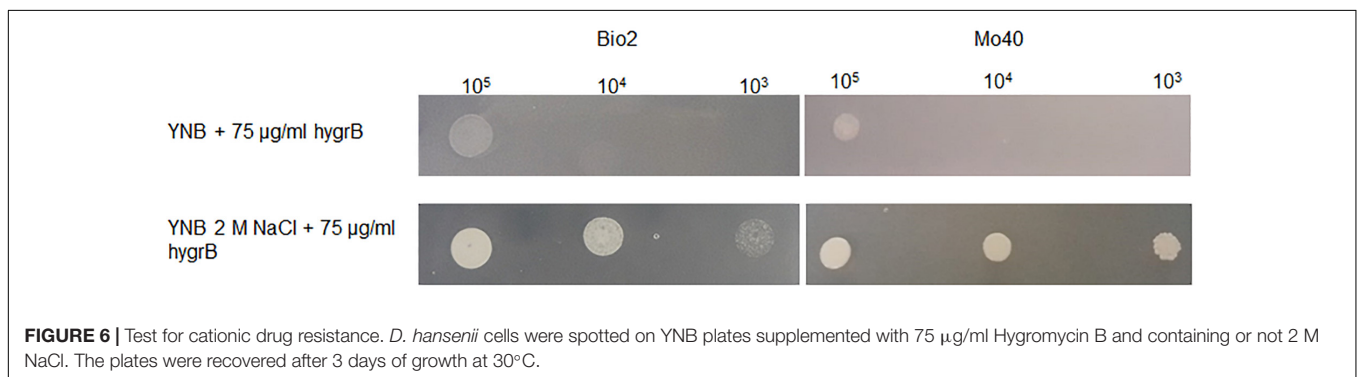 Bio2 Mo40
10⁵ 10⁴ 10³ 10⁵ 10⁴ 10³
YNB + 75 µg/ml hygrB
YNB 2 M NaCl + 75 µg/ml
hygrB
FIGURE 6 | Test for cationic drug resistance. D. hansenii cells were spotted on YNB plates supplemented with 75 µg/ml Hygromycin B and containing or not 2 M
NaCl. The plates were recovered after 3 days of growth at 30°C.